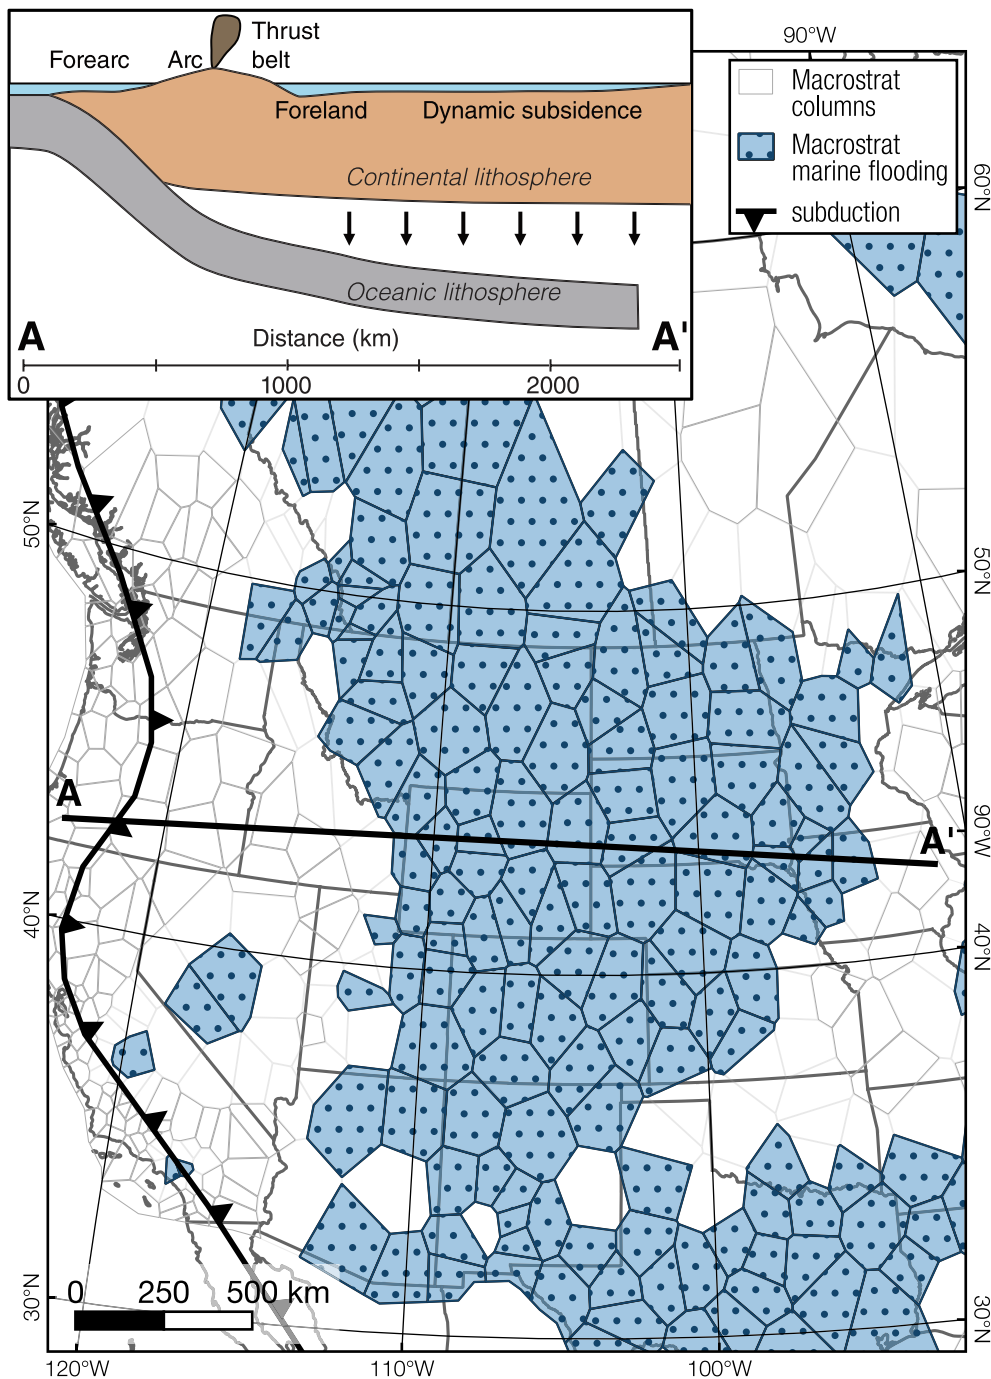 Thrust
belt
Forearc
Arc
Foreland
Dynamic subsidence
Continental lithosphere
Oceanic lithosphere
A
Distance (km)
A'
0
1000
2000
90°W
Macrostrat
columns
Macrostrat
marine flooding
subduction
60°N
50°N
50°N
A
A'
90°W
40°N
40°N
30°N
30°N
0 250 500 km
120°W
110°W
100°W